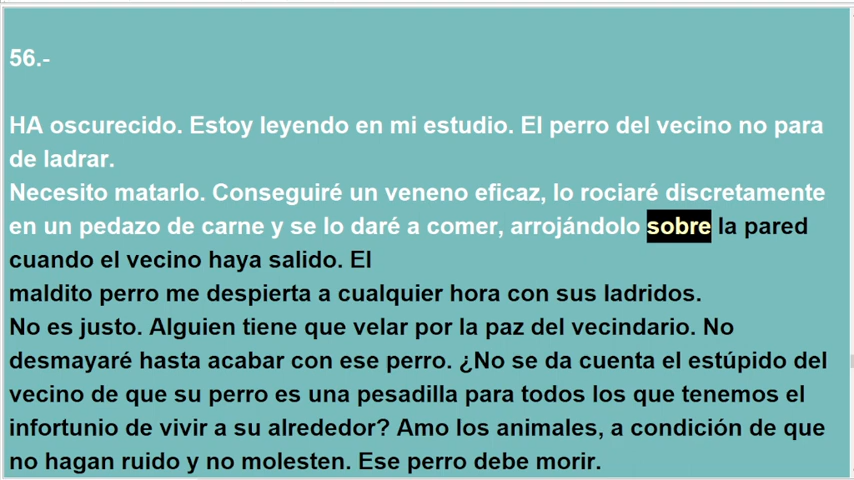 56.-
HA oscurecido. Estoy leyendo en mi estudio. El perro del vecino no para
de ladrar.
Necesito matarlo. Conseguiré un veneno eficaz, lo rociaré discretamente
en un pedazo de carne y se lo daré a comer, arrojándolo sobre la pared
cuando el vecino haya salido. El
maldito perro me despierta a cualquier hora con sus ladridos.
No es justo. Alguien tiene que velar por la paz del vecindario. No
desmayaré hasta acabar con ese perro. ¿No se da cuenta el estúpido del
vecino de que su perro es una pesadilla para todos los que tenemos el
infortunio de vivir a su alrededor? Amo los animales, a condición de que
no hagan ruido y no molesten. Ese perro debe morir.